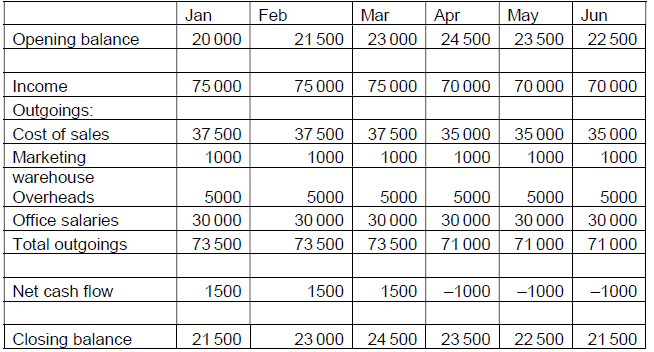 Jan Feb Mar Apr May Jun
Opening balance 20 000 21 500 23 000 24 500 23 500 22 500
Income 75 000 75 000 75 000 70 000 70 000 70 000
Outgoings:
Cost of sales 37 500 37 500 37 500 35 000 35 000 35 000
Marketing 1000 1000 1000 1000 1000 1000
warehouse
Overheads 5000 5000 5000 5000 5000 5000
Office salaries 30 000 30 000 30 000 30 000 30 000 30 000
Total outgoings 73 500 73 500 73 500 71 000 71 000 71 000
Net cash flow 1500 1500 1500 –1000 –1000 –1000
Closing balance 21 500 23 000 24 500 23 500 22 500 21 500